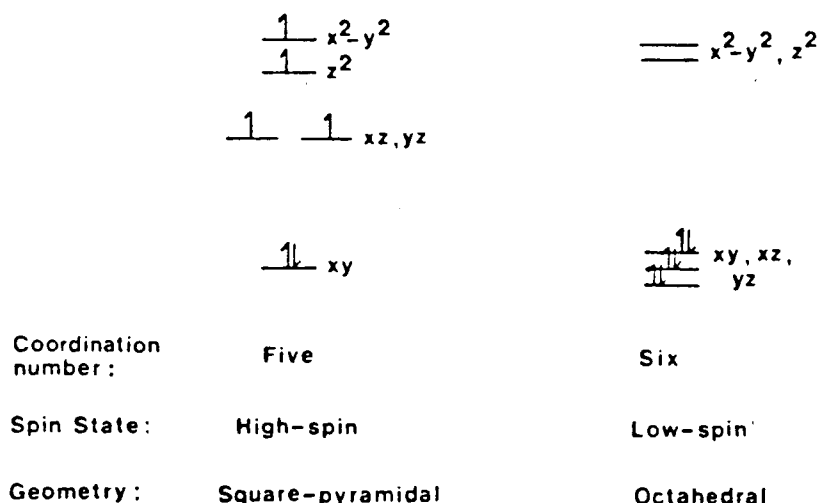 x²-y²
z²
x²-y², z²
xz, yz
xy
xy, xz,
yz
Coordination
number:
Five
Six
Spin State:
High-spin
Low-spin
Geometry:
Square-pyramidal
Octahedral